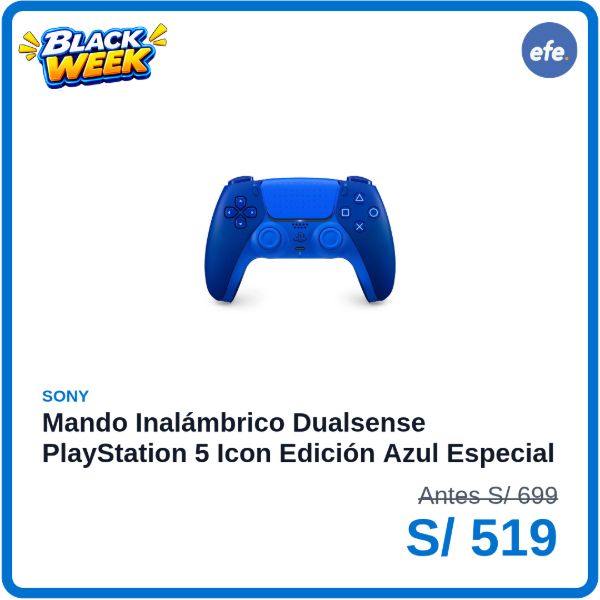 BLACK
WEEK
efe.
SONY
Mando Inalámbrico Dualsense
PlayStation 5 Icon Edición Azul Especial
Antes S/ 699
S/ 519